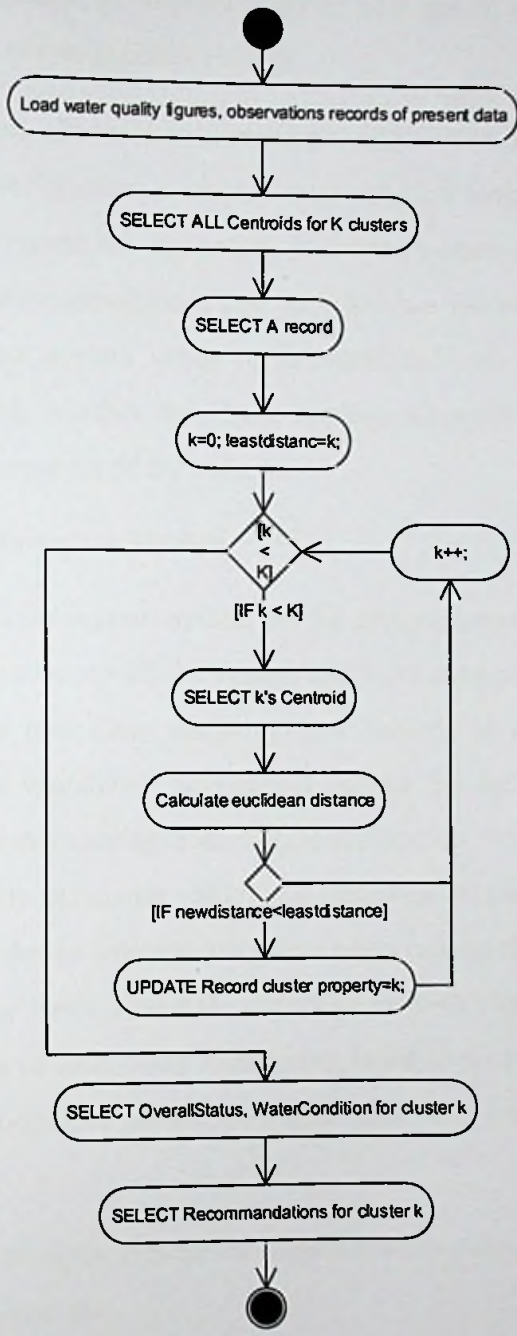 Load water quality figures, observations records of present data
SELECT ALL Centroids for K clusters
SELECT A record
k=0; leastdistanc=k;
[k
<
K]
k++;
[IF k < K]
SELECT k's Centroid
Calculate euclidean distance
[IF newdistance<leastdistance]
UPDATE Record cluster property=k;
SELECT OverallStatus, WaterCondition for cluster k
SELECT Recommandations for cluster k